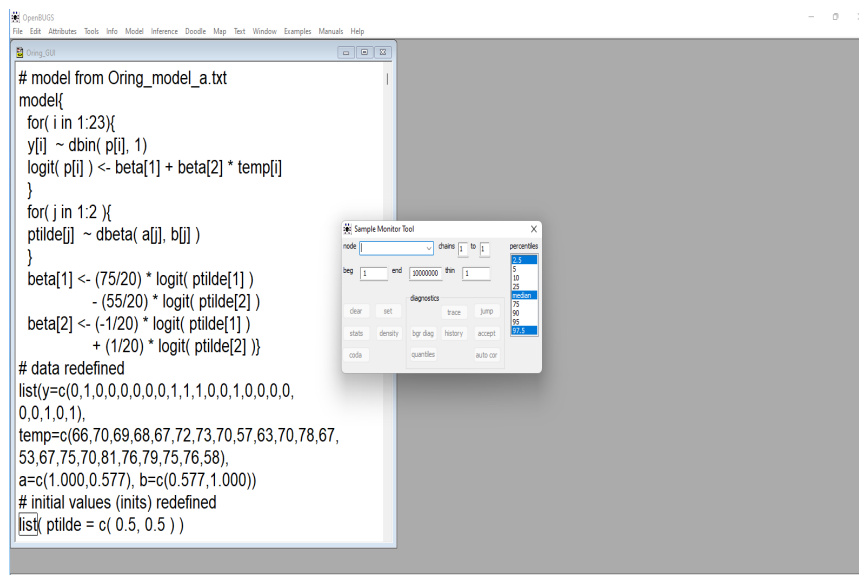 OpenBUGS
File Edit Attributes Tools Info Model Inference Doodle Map Text Window Examples Manuals Help
Oring_GUI
# model from Oring_model_a.txt
model{
for( i in 1:23){
y[i] ~ dbin( p[i], 1)
logit( p[i] ) <- beta[1] + beta[2] * temp[i]
}
for( j in 1:2 ){
ptilde[j] ~ dbeta( a[j], b[j] )
}
beta[1] <- (75/20) * logit( ptilde[1] )
- (55/20) * logit( ptilde[2] )
beta[2] <- (-1/20) * logit( ptilde[1] )
+ (1/20) * logit( ptilde[2] )}
# data redefined
list(y=c(0,1,0,0,0,0,0,0,1,1,1,0,0,1,0,0,0,0,
0,0,1,0,1),
temp=c(66,70,69,68,67,72,73,70,57,63,70,78,67,
53,67,75,70,81,76,79,75,76,58),
a=c(1.000,0.577), b=c(0.577,1.000))
# initial values (inits) redefined
list( ptilde = c( 0.5, 0.5 ) )
Sample Monitor Tool
node chains 1 to 1 percentiles
beg 1 end 10000000 thin 1
2.5
5
10
25
median
75
90
95
97.5
diagnostics
clear set trace jump
stats density bgr diag history accept
coda quantiles auto cor